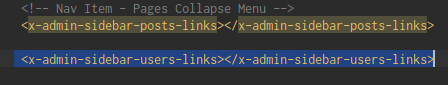 <!-- Nav Item - Pages Collapse Menu -->
<x-admin-sidebar-posts-links></x-admin-sidebar-posts-links>
<x-admin-sidebar-users-links></x-admin-sidebar-users-links>